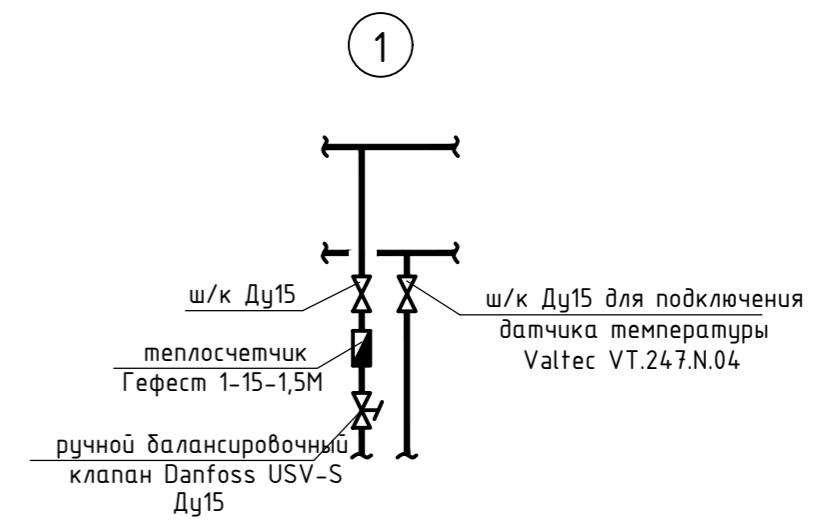 1
ш/к Ду15
теплосчетчик
Гефест 1-15-1,5М
ручной балансировочный
клапан Danfoss USV-S
Ду15
ш/к Ду15 для подключения
датчика температуры
Valtec VT.247.N.04